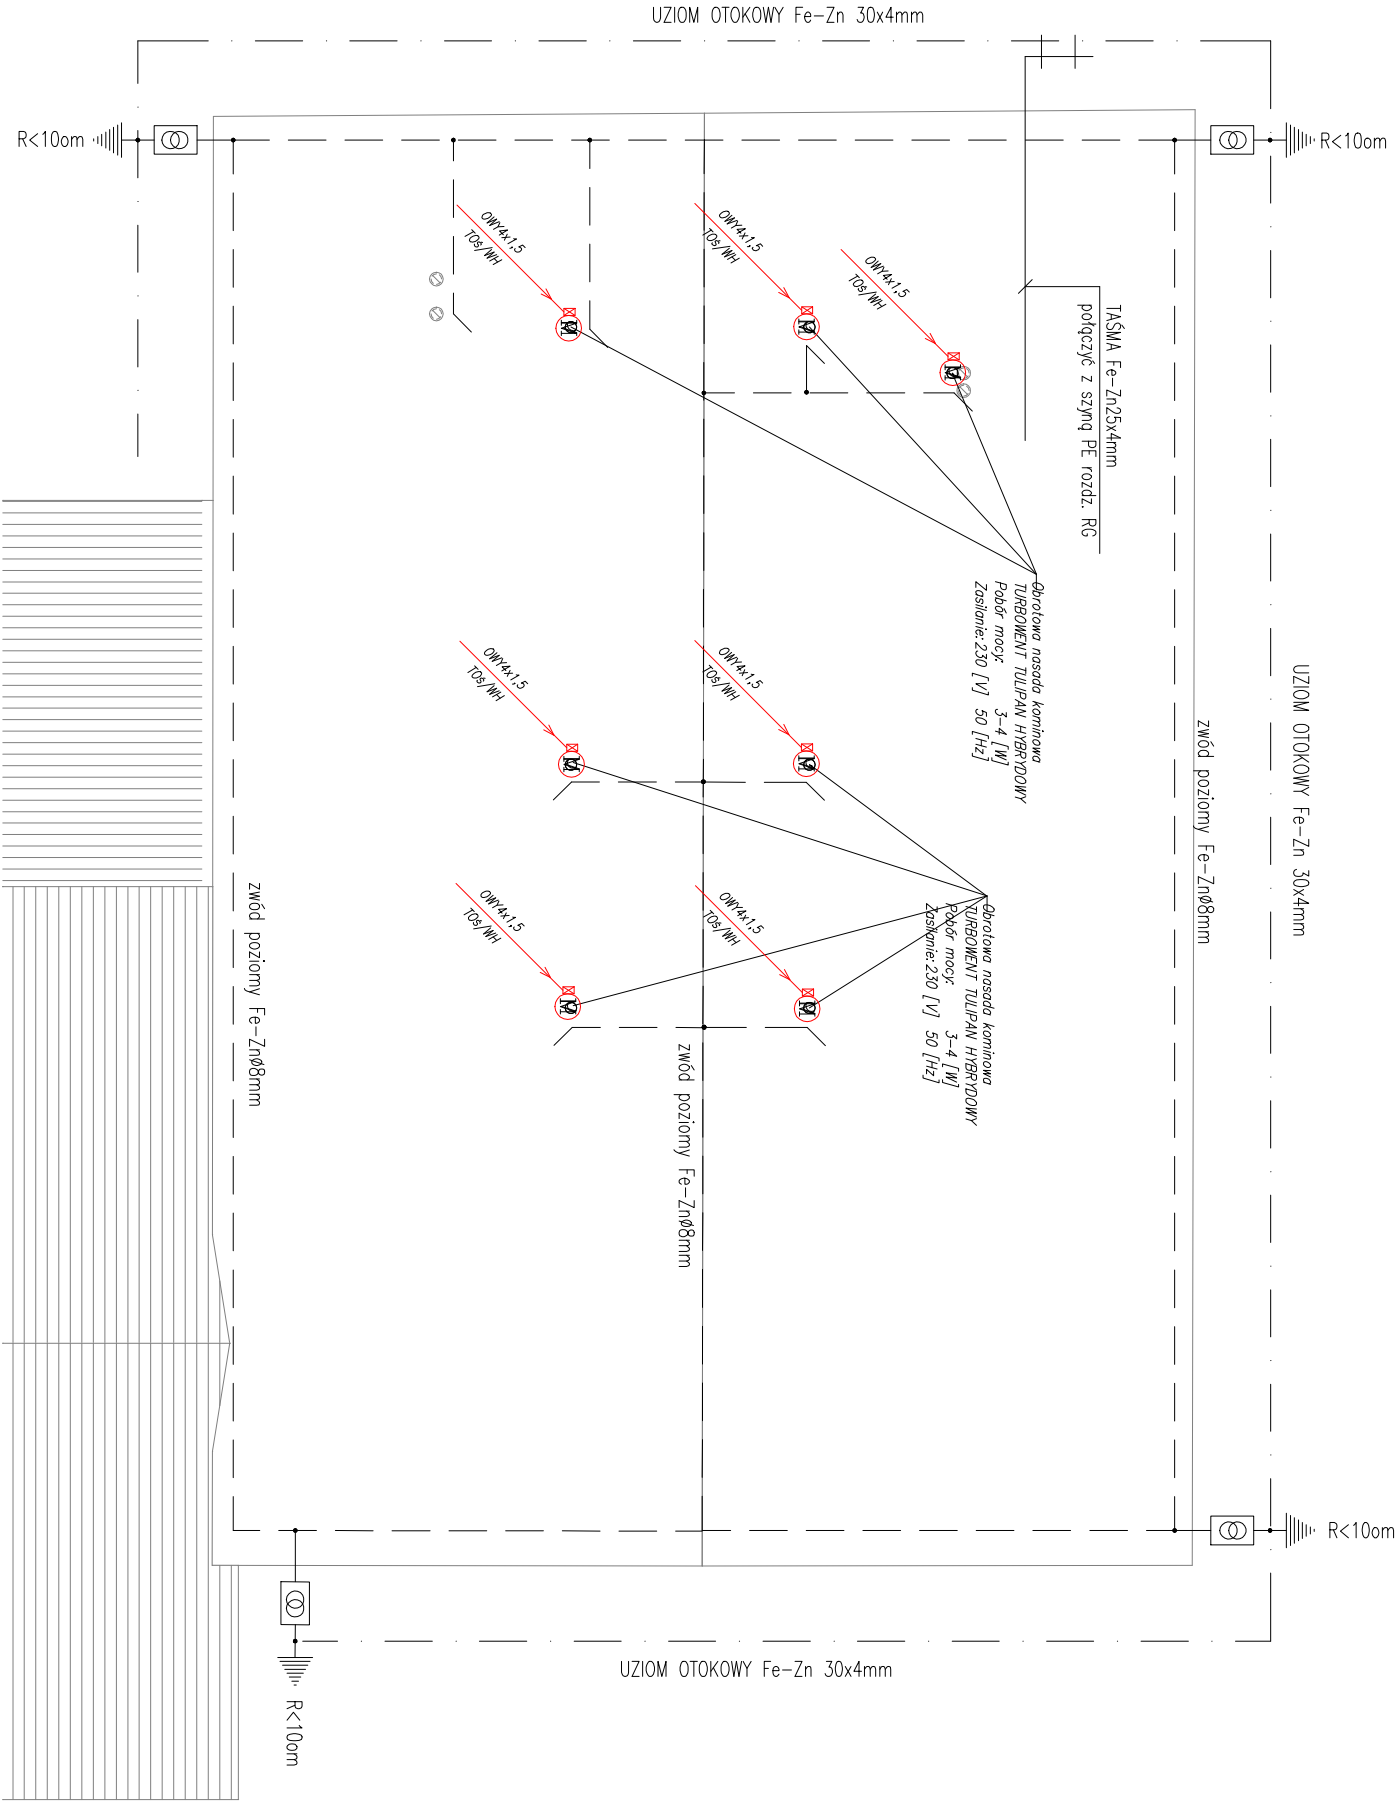 UZIOM OTOKOWY Fe-Zn 30x4mm
R<10om
R<10om
OWY4x1,5
TOś/WH
OWY4x1,5
TOś/WH
OWY4x1,5
TOś/WH
TAŚMA Fe-Zn25x4mm
połączyć z szyną PE rozdz. RG
Obrotowa nasada kominowa
TURBOWENT TULIPAN HYBRYDOWY
Pobór mocy: 3-4 [W]
Zasilanie: 230 [V] 50 [Hz]
OWY4x1,5
TOś/WH
OWY4x1,5
TOś/WH
UZIOM OTOKOWY Fe-Zn 30x4mm
zwód poziomy Fe-Znø8mm
OWY4x1,5
TOś/WH
OWY4x1,5
TOś/WH
Obrotowa nasada kominowa
TURBOWENT TULIPAN HYBRYDOWY
Pobór mocy: 3-4 [W]
Zasilanie: 230 [V] 50 [Hz]
zwód poziomy Fe-Znø8mm
zwód poziomy Fe-Znø8mm
R<10om
UZIOM OTOKOWY Fe-Zn 30x4mm
R<10om
M
M
M
M
M
M
M